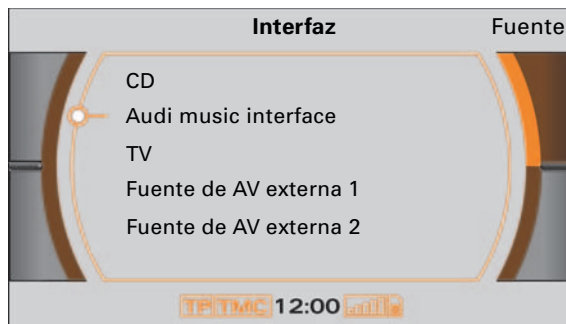 Interfaz Fuente
CD
Audi music interface
TV
Fuente de AV externa 1
Fuente de AV externa 2
TP TMC 12:00